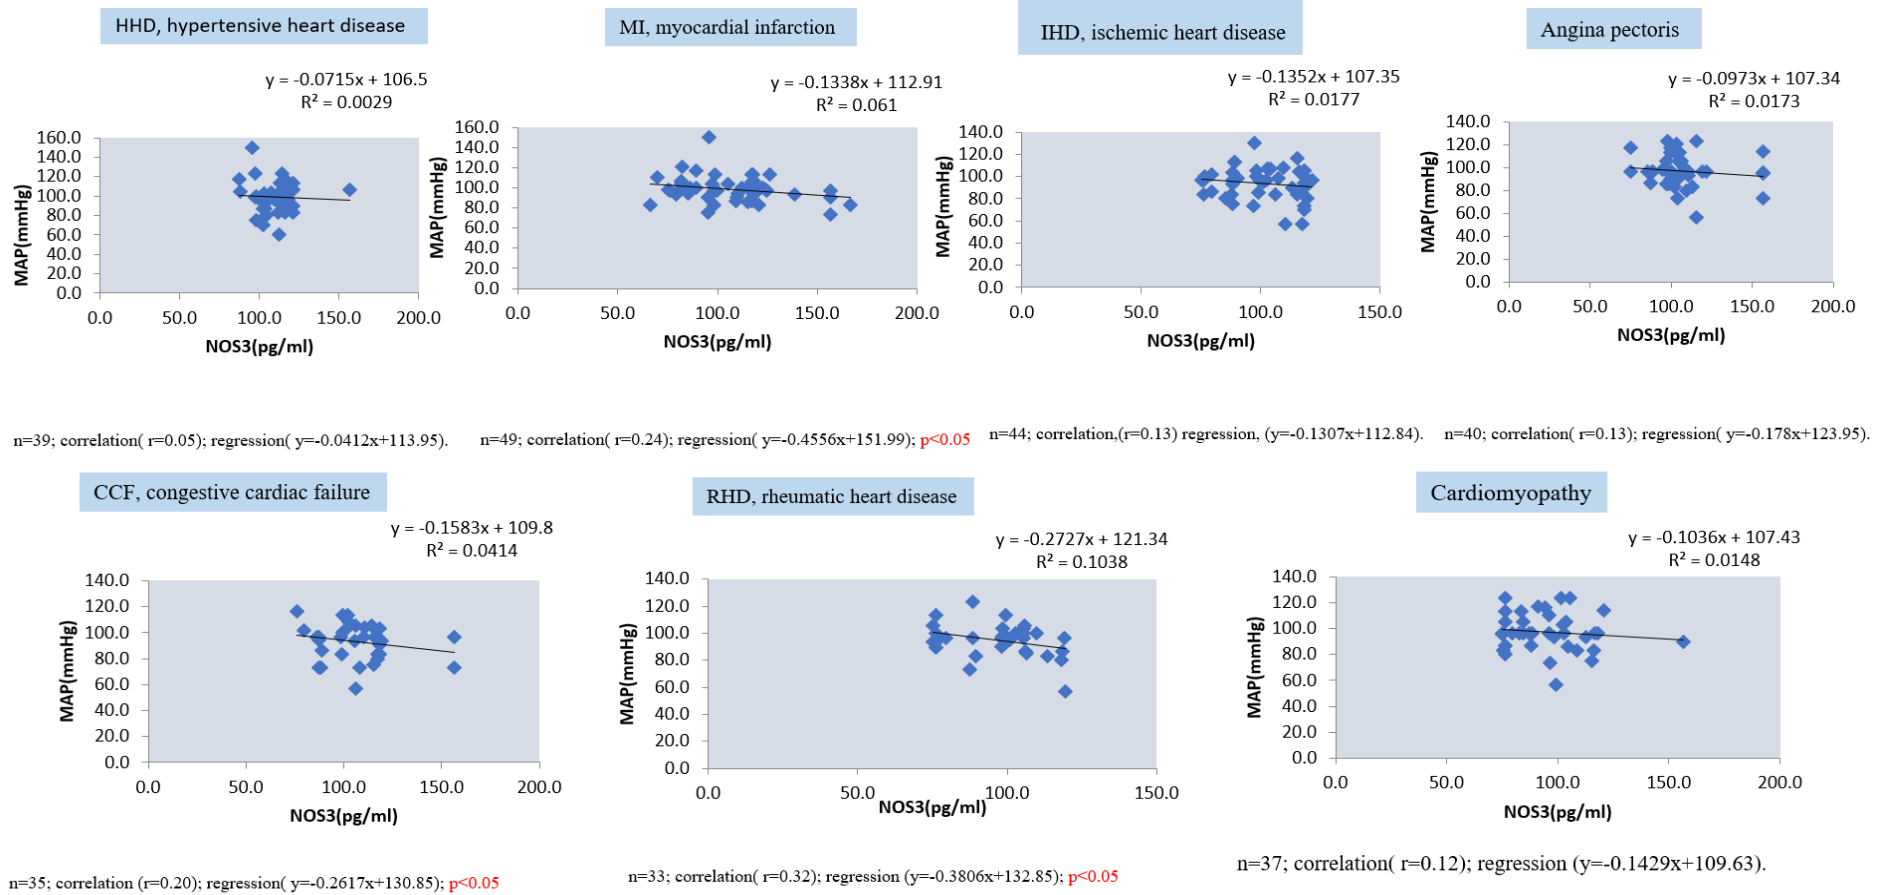 HHD, hypertensive heart disease
y = -0.0715x + 106.5
R² = 0.0029
160.0
140.0
120.0
100.0
80.0
60.0
40.0
20.0
0.0
MAP(mmHg)
0.0 50.0 100.0 150.0 200.0
NOS3(pg/ml)
n=39; correlation( r=0.05); regression( y=-0.0412x+113.95).
MI, myocardial infarction
y = -0.1338x + 112.91
R² = 0.061
160.0
140.0
120.0
100.0
80.0
60.0
40.0
20.0
0.0
MAP(mmHg)
0.0 50.0 100.0 150.0 200.0
NOS3(pg/ml)
n=49; correlation( r=0.24); regression( y=-0.4556x+151.99); p<0.05
IHD, ischemic heart disease
y = -0.1352x + 107.35
R² = 0.0177
140.0
120.0
100.0
80.0
60.0
40.0
20.0
0.0
MAP(mmHg)
0.0 50.0 100.0 150.0
NOS3(pg/ml)
n=44; correlation,(r=0.13) regression, (y=-0.1307x+112.84).
Angina pectoris
y = -0.0973x + 107.34
R² = 0.0173
140.0
120.0
100.0
80.0
60.0
40.0
20.0
0.0
MAP(mmHg)
0.0 50.0 100.0 150.0 200.0
NOS3(pg/ml)
n=40; correlation( r=0.13); regression( y=-0.178x+123.95).
CCF, congestive cardiac failure
y = -0.1583x + 109.8
R² = 0.0414
140.0
120.0
100.0
80.0
60.0
40.0
20.0
0.0
MAP(mmHg)
0.0 50.0 100.0 150.0 200.0
NOS3(pg/ml)
n=35; correlation (r=0.20); regression( y=-0.2617x+130.85); p<0.05
RHD, rheumatic heart disease
y = -0.2727x + 121.34
R² = 0.1038
140.0
120.0
100.0
80.0
60.0
40.0
20.0
0.0
MAP(mmHg)
0.0 50.0 100.0 150.0
NOS3(pg/ml)
n=33; correlation( r=0.32); regression (y=-0.3806x+132.85); p<0.05
Cardiomyopathy
y = -0.1036x + 107.43
R² = 0.0148
140.0
120.0
100.0
80.0
60.0
40.0
20.0
0.0
MAP(mmHg)
0.0 50.0 100.0 150.0 200.0
NOS3(pg/ml)
n=37; correlation( r=0.12); regression (y=-0.1429x+109.63).